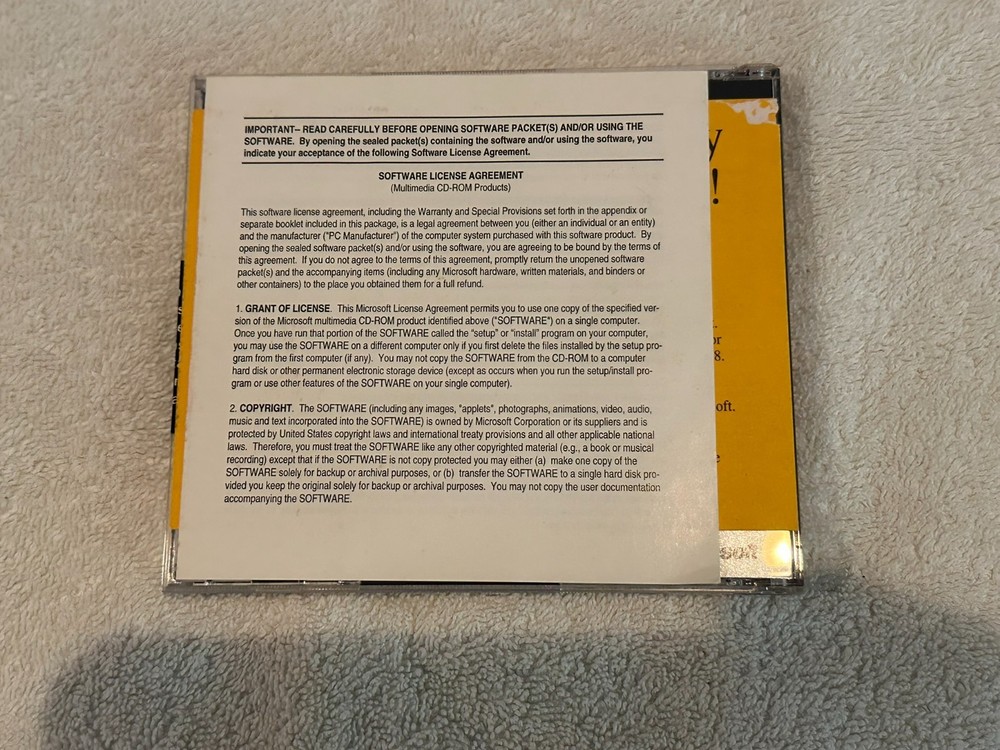 IMPORTANT– READ CAREFULLY BEFORE OPENING SOFTWARE PACKET(S) AND/OR USING THE
SOFTWARE. By opening the sealed packet(s) containing the software and/or using the software, you
indicate your acceptance of the following Software License Agreement.
SOFTWARE LICENSE AGREEMENT
(Multimedia CD-ROM Products)
This software license agreement, including the Warranty and Special Provisions set forth in the appendix or
separate booklet included in this package, is a legal agreement between you (either an individual or an entity)
and the manufacturer ("PC Manufacturer") of the computer system purchased with this software product. By
opening the sealed software packet(s) and/or using the software, you are agreeing to be bound by the terms of
this agreement. If you do not agree to the terms of this agreement, promptly return the unopened software
packet(s) and the accompanying items (including any Microsoft hardware, written materials, and binders or
other containers) to the place you obtained them for a full refund.
1. GRANT OF LICENSE. This Microsoft License Agreement permits you to use one copy of the specified ver-
sion of the Microsoft multimedia CD-ROM product identified above ("SOFTWARE") on a single computer.
Once you have run that portion of the SOFTWARE called the "setup" or "install" program on your computer,
you may use the SOFTWARE on a different computer only if you first delete the files installed by the setup pro-
gram from the first computer (if any). You may not copy the SOFTWARE from the CD-ROM to a computer
hard disk or other permanent electronic storage device (except as occurs when you run the setup/install pro-
gram or use other features of the SOFTWARE on your single computer).
2. COPYRIGHT. The SOFTWARE (including any images, "applets", photographs, animations, video, audio,
music and text incorporated into the SOFTWARE) is owned by Microsoft Corporation or its suppliers and is
protected by United States copyright laws and international treaty provisions and all other applicable national
laws. Therefore, you must treat the SOFTWARE like any other copyrighted material (e.g., a book or musical
recording) except that if the SOFTWARE is not copy protected you may either (a) make one copy of the
SOFTWARE solely for backup or archival purposes, or (b) transfer the SOFTWARE to a single hard disk pro-
vided you keep the original solely for backup or archival purposes. You may not copy the user documentation
accompanying the SOFTWARE.
y
!
or
8.
oft.
e
soft